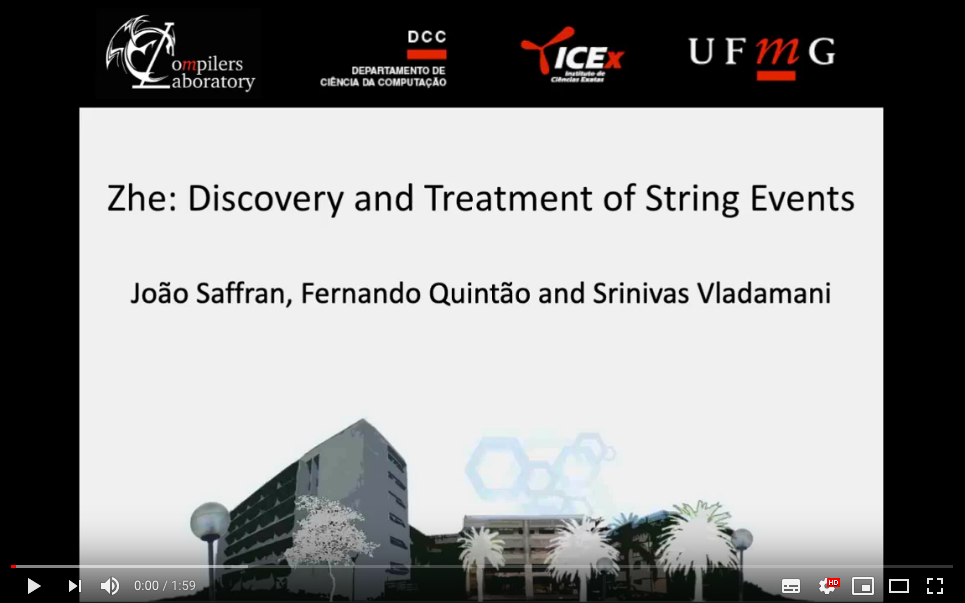 Compilers
Laboratory
DCC
DEPARTAMENTO DE
CIÊNCIA DA COMPUTAÇÃO
ICEx
Instituto de
Ciências Exatas
UFmG
Zhe: Discovery and Treatment of String Events
João Saffran, Fernando Quintão and Srinivas Vladamani
0:00 / 1:59
HD